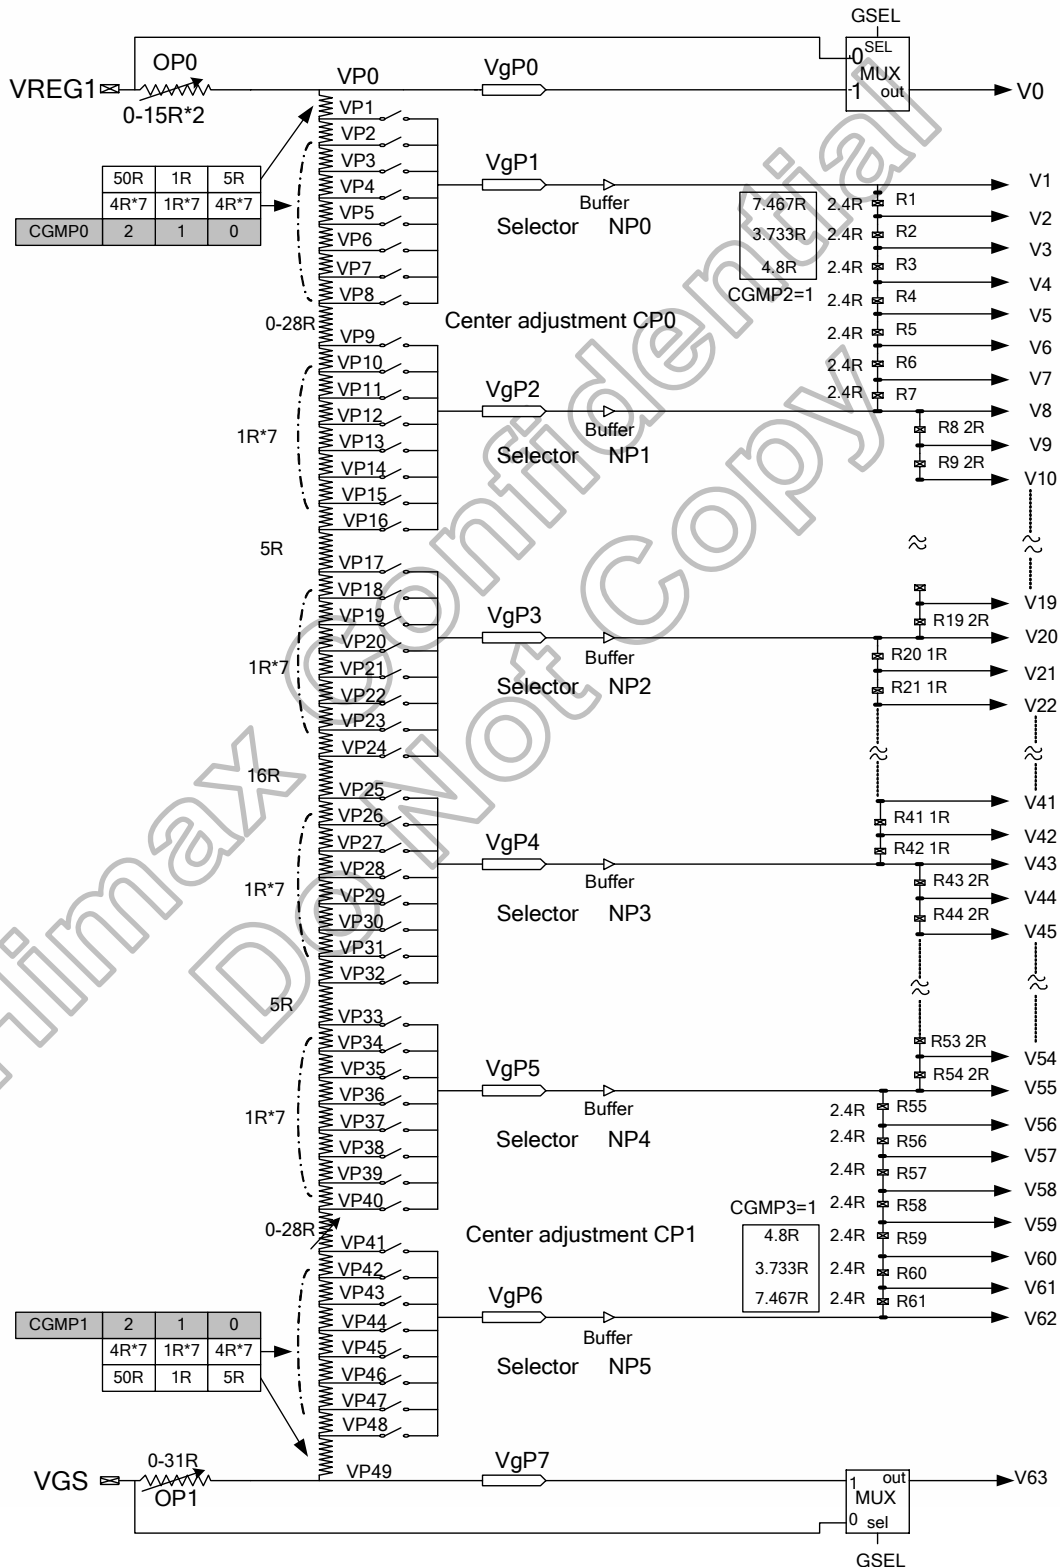 GSEL
OP0
VP0
VgP0
0
SEL
MUX
VREG1
1
out
V0
0-15R*2
VP1
VP2
VP3
VgP1
V1
50R 1R 5R
VP4
Buffer
7.467R 2.4R R1
4R*7 1R*7 4R*7
VP5
Selector NP0
V2
CGMP0 2 1 0
VP6
3.733R 2.4R R2
V3
VP7
4.8R 2.4R R3
V4
VP8
CGMP2=1
2.4R R4
0-28R
Center adjustment CP0
V5
VP9
2.4R R5
V6
VP10
2.4R R6
VP11
VgP2
V7
2.4R R7
VP12
V8
1R*7
VP13
Buffer
R8 2R
VP14
Selector NP1
V9
VP15
R9 2R
V10
VP16
5R
VP17
VP18
VP19
VgP3
V19
VP20
R19 2R
V20
1R*7
VP21
Buffer
R20 1R
V21
VP22
Selector NP2
R21 1R
V22
VP23
VP24
16R
VP25
V41
VP26
R41 1R
VP27
VgP4
V42
R42 1R
VP28
V43
1R*7
VP29
Buffer
R43 2R
V44
VP30
Selector NP3
R44 2R
V45
VP31
VP32
5R
VP33
VP34
R53 2R
V54
VP35
VgP5
R54 2R
VP36
V55
1R*7
VP37
Buffer
2.4R R55
V56
VP38
Selector NP4
2.4R R56
V57
VP39
2.4R R57
V58
VP40
CGMP3=1
2.4R R58
0-28R
Center adjustment CP1
V59
VP41
4.8R 2.4R R59
V60
VP42
3.733R 2.4R R60
VP43
VgP6
V61
7.467R 2.4R R61
CGMP1 2 1 0
VP44
V62
4R*7 1R*7 4R*7
VP45
Buffer
50R 1R 5R
VP46
Selector NP5
VP47
VP48
0-31R
VP49
VgP7
VGS
1
out
V63
OP1
MUX
0
sel
GSEL
Himax Confidential
Do Not Copy